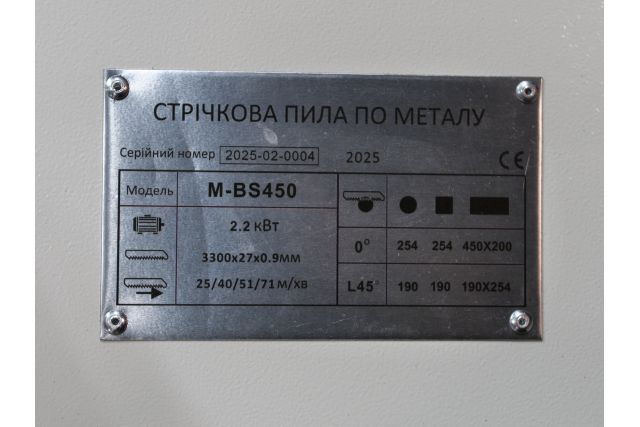 СТРІЧКОВА ПИЛА ПО МЕТАЛУ
Серійний номер 2025-02-0004 2025 CE
Модель M-BS450
2.2 кВт
3300х27х0.9мм
25/40/51/71м/хв
0° 254 254 450X200
L45° 190 190 190X254